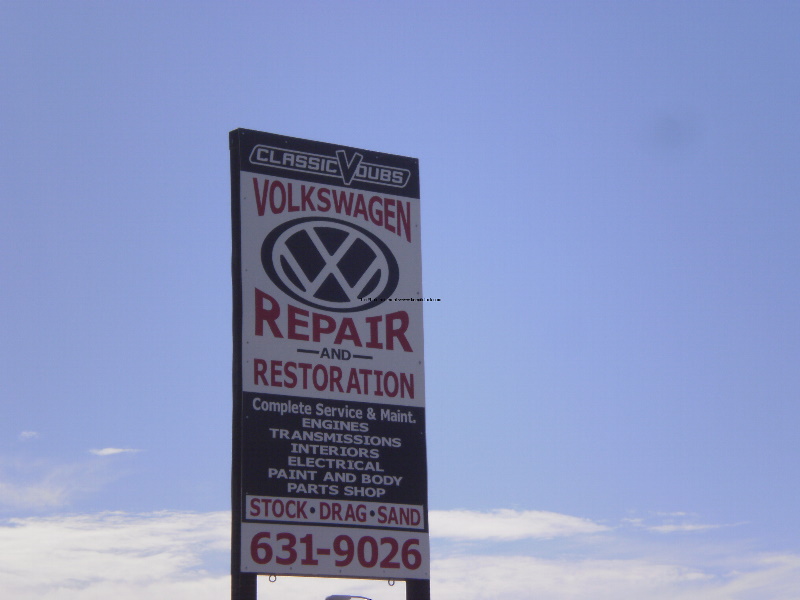 CLASSIC V DUBS
VOLKSWAGEN
REPAIR
AND
RESTORATION
Complete Service & Maint.
ENGINES
TRANSMISSIONS
INTERIORS
ELECTRICAL
PAINT AND BODY
PARTS SHOP
STOCK • DRAG • SAND
631-9026